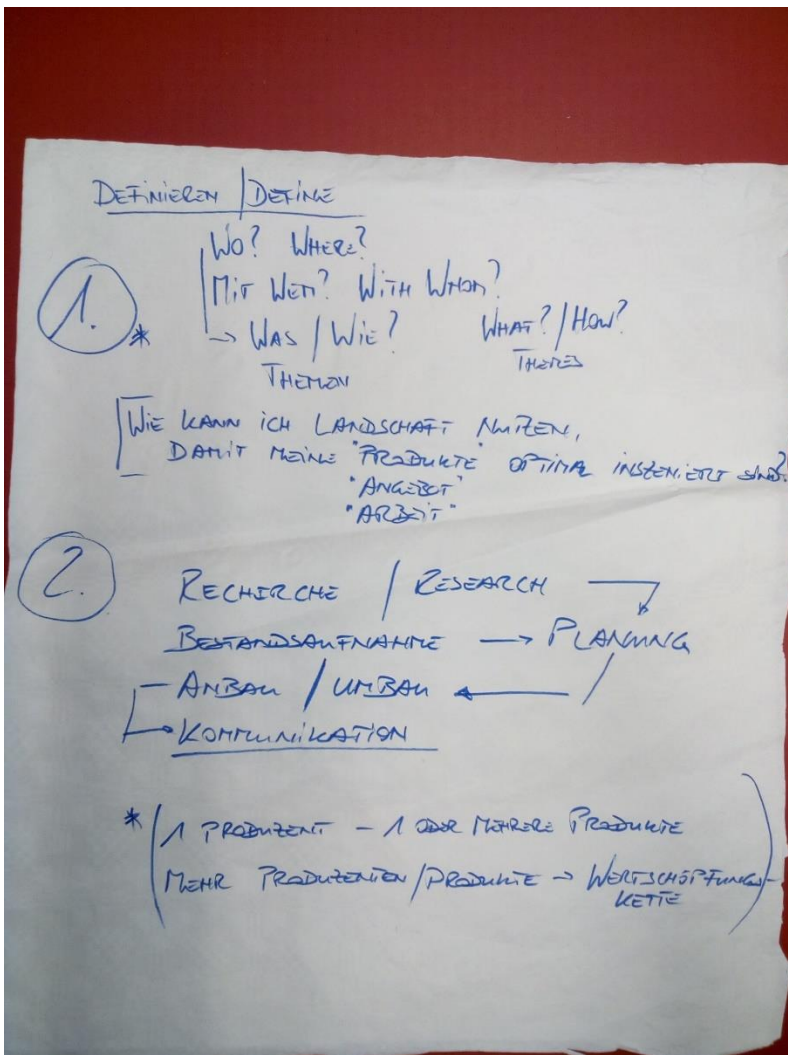 DEFINIEREN / DEFINE
WO? WHERE?
MIT WEM? WITH WHOM?
1. * → WAS / WIE? WHAT? / HOW?
THEMEN THEMES
WIE KANN ICH LANDSCHAFT NUTZEN,
DAMIT MEINE "PRODUKTE" OPTIMAL INSZENIERT SIND?
"ANGEBOT"
"ARBEIT"
2. RECHERCHE / RESEARCH
BESTANDSAUFNAHME → PLANUNG
- ANBAU / UMBAU ←
→ KOMMUNIKATION
* (1 PRODUZENT - 1 ODER MEHRERE PRODUKTE
MEHR PRODUZENTEN / PRODUKTE → WERTSCHÖPFUNGS-
KETTE)